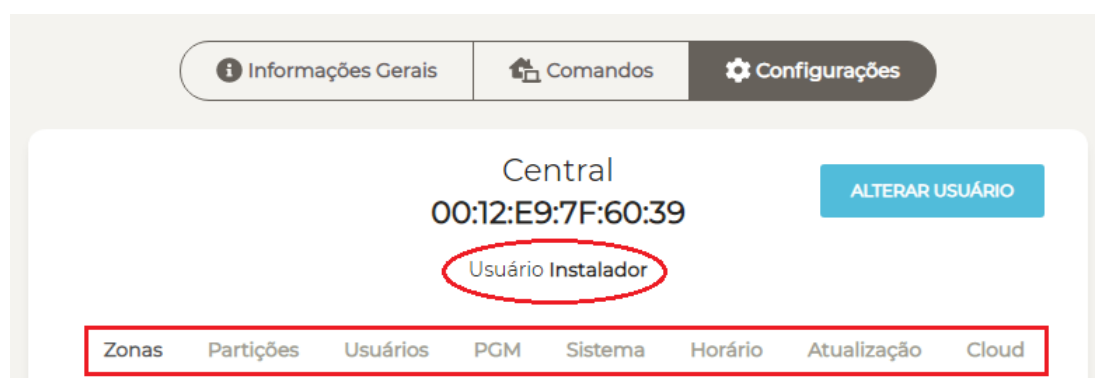 Informações Gerais Comandos Configurações
Central
00:12:E9:7F:60:39
ALTERAR USUÁRIO
Usuário Instalador
Zonas Partições Usuários PGM Sistema Horário Atualização Cloud